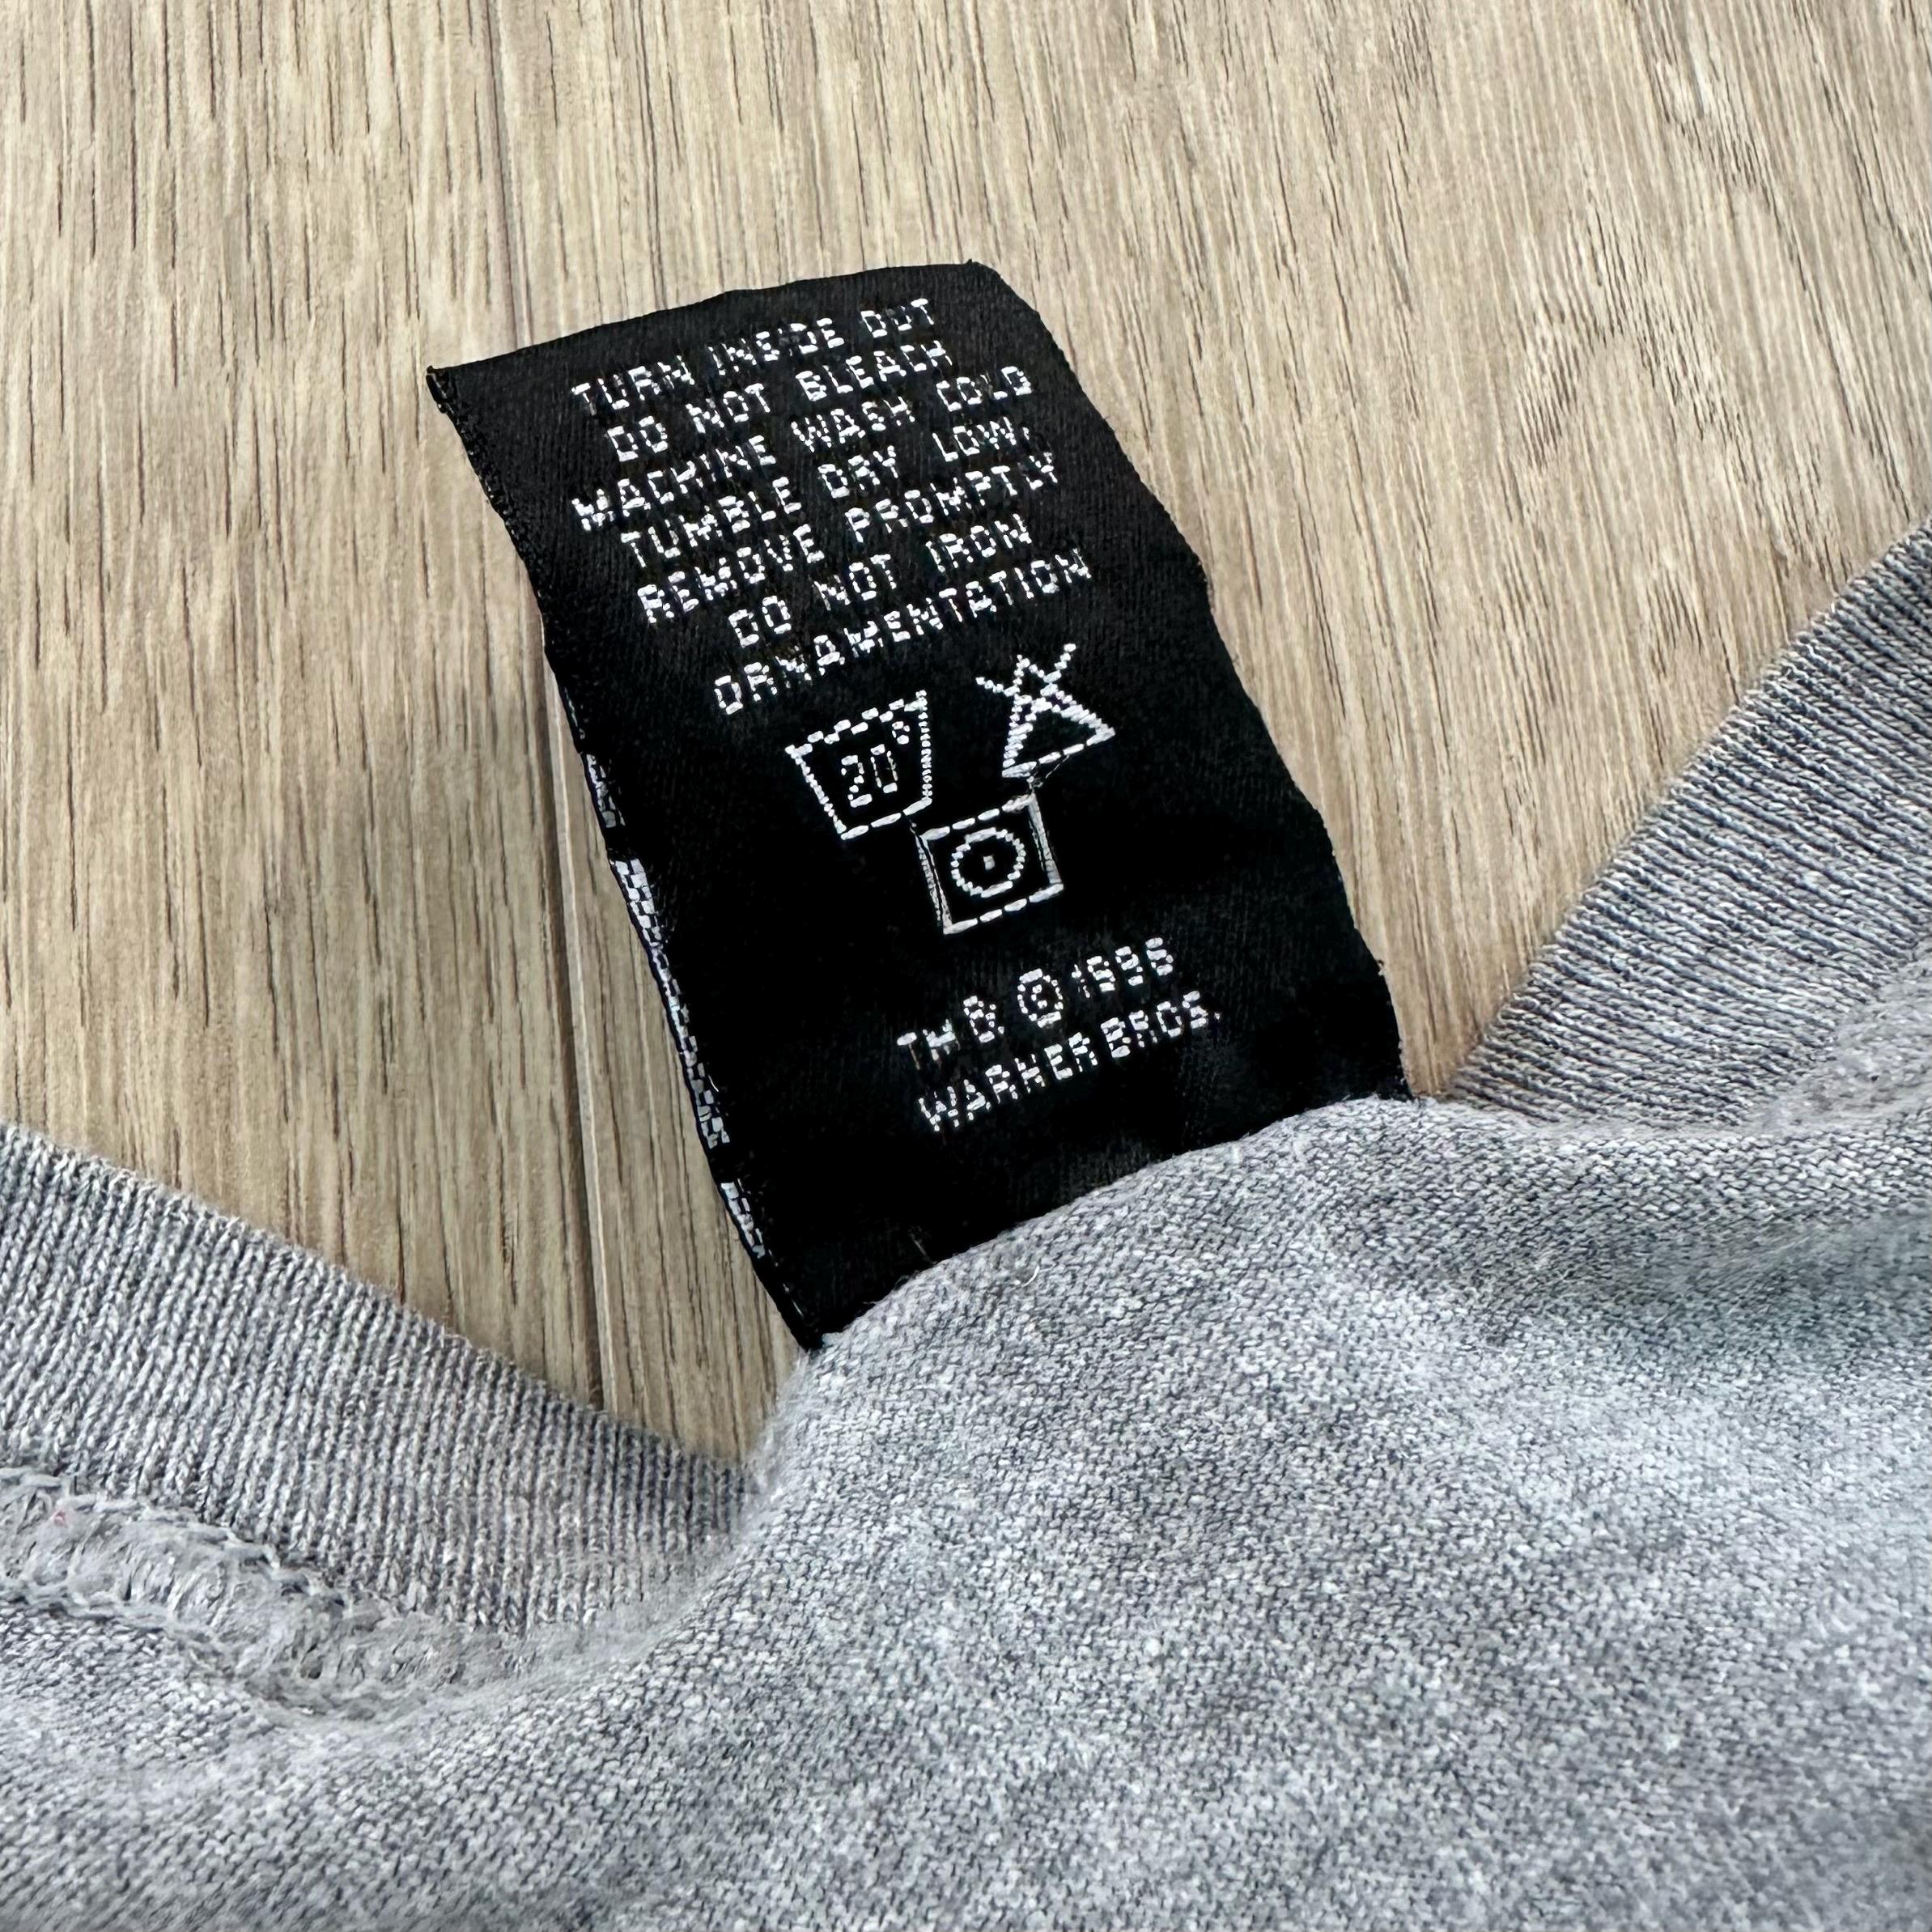 TURN INSIDE OUT
DO NOT BLEACH
MACHINE WASH COLD
TUMBLE DRY LOW,
REMOVE PROMPTLY
DO NOT IRON
ORNAMENTATION
20°
TM & © 1996
WARNER BROS.